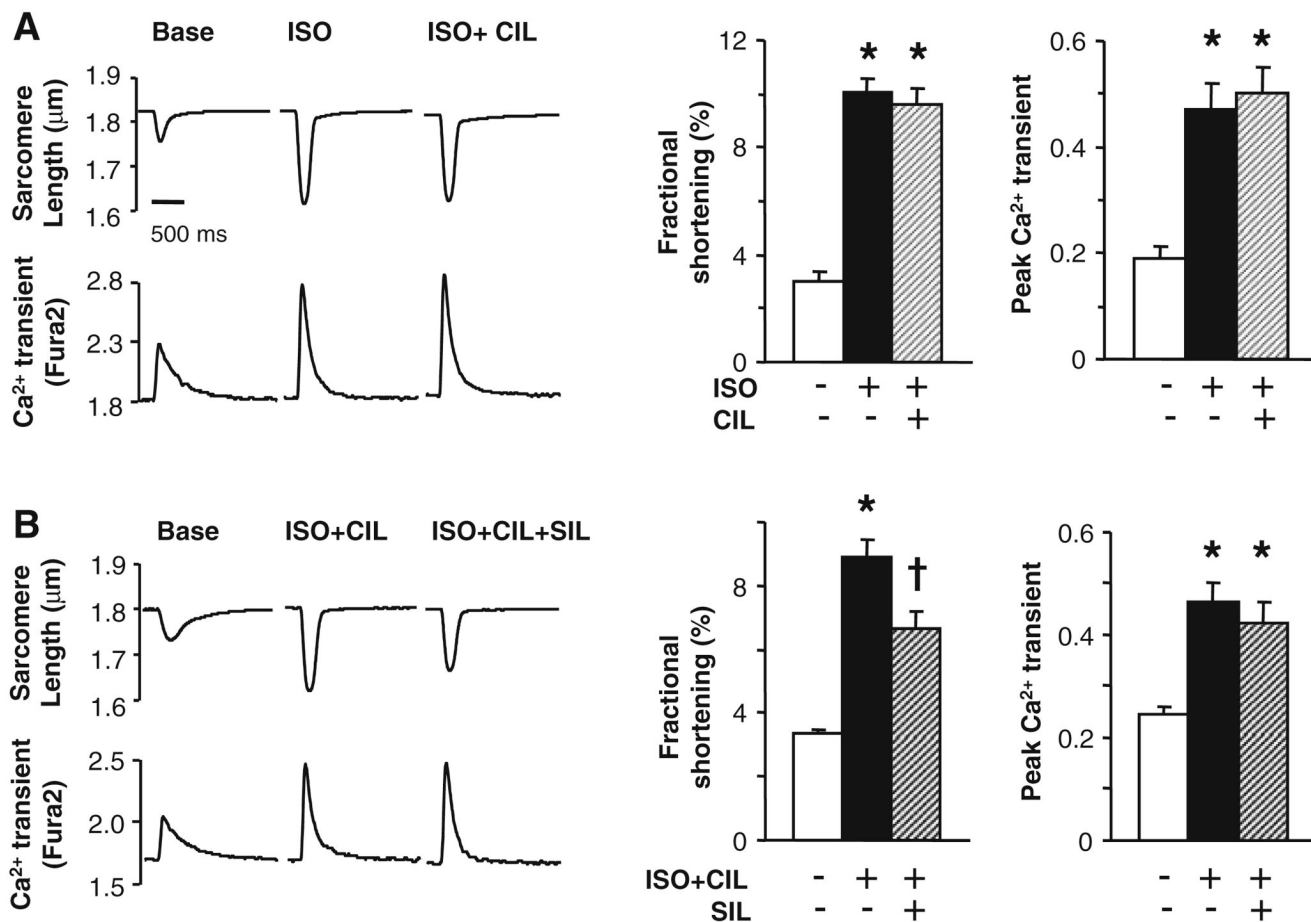 A
Base ISO ISO+ CIL
Sarcomere
Length (μm)
1.9
1.8
1.7
1.6
500 ms
Ca²⁺ transient
(Fura2)
2.8
2.3
1.8
Fractional
shortening (%)
12
8
4
0
* *
ISO - + +
CIL - - +
Peak Ca²⁺ transient
0.6
0.4
0.2
0
* *
- + +
- - +
B
Base ISO+CIL ISO+CIL+SIL
Sarcomere
Length (μm)
1.9
1.8
1.7
1.6
Ca²⁺ transient
(Fura2)
2.5
2.0
1.5
Fractional
shortening (%)
8
4
0
* †
ISO+CIL - + +
SIL - - +
Peak Ca²⁺ transient
0.6
0.4
0.2
0
* *
- + +
- - +